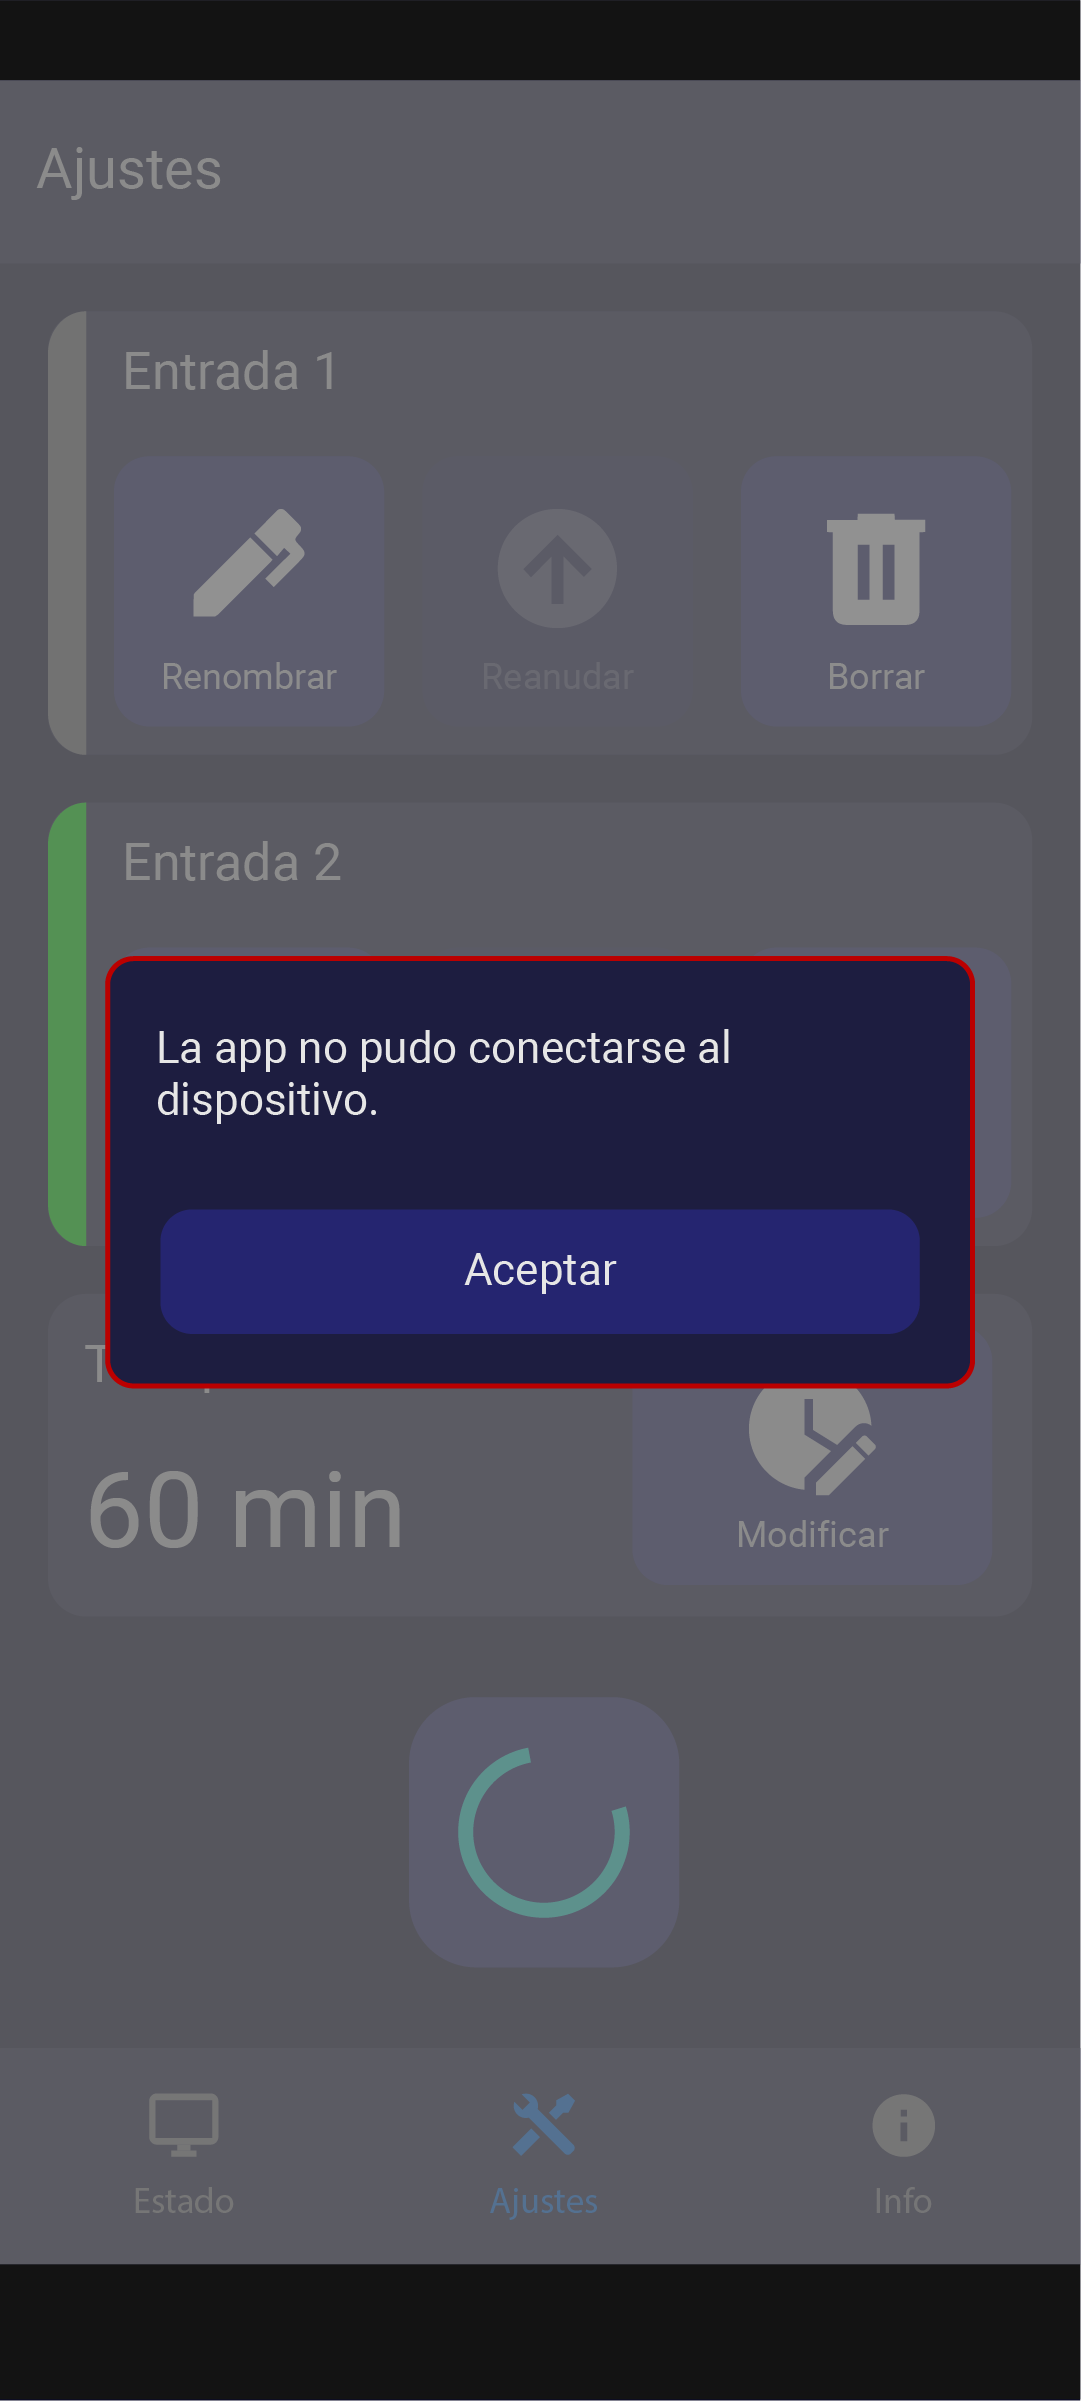 Ajustes
Entrada 1
Renombrar
Reanudar
Borrar
Entrada 2
La app no pudo conectarse al
dispositivo.
Aceptar
60 min
Modificar
Estado
Ajustes
Info